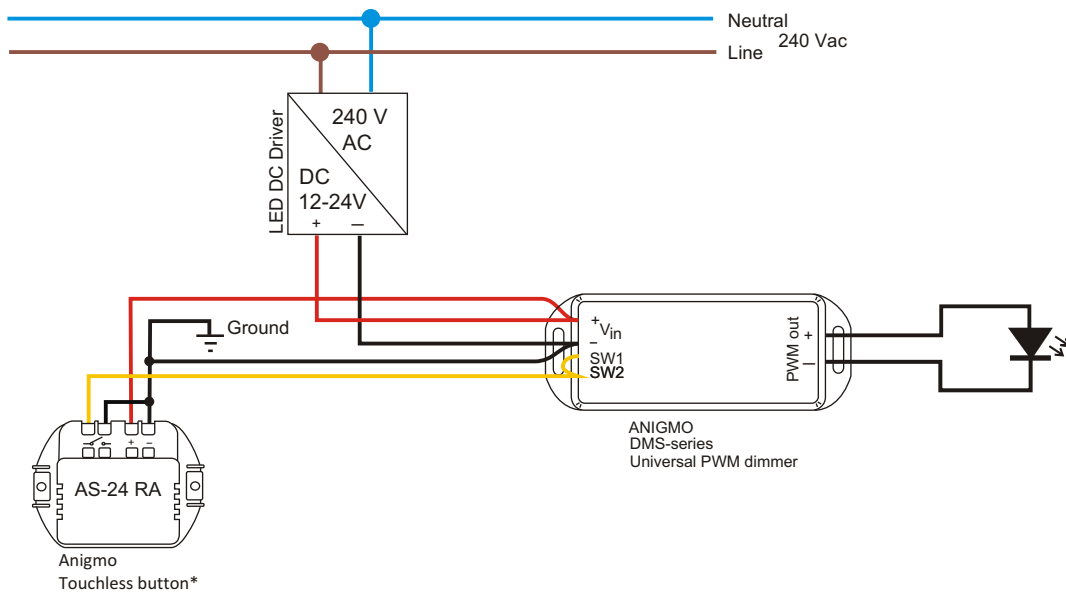 Neutral
240 Vac
Line
LED DC Driver
240 V
AC
DC
12-24V
+ −
Ground
+
Vin
−
SW1
SW2
PWM out
+
−
ANIGMO
DMS-series
Universal PWM dimmer
+ −
AS-24 RA
Anigmo
Touchless button*